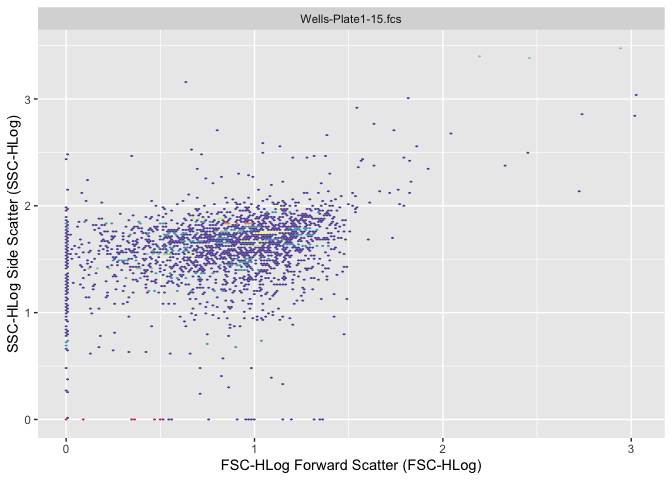 Wells-Plate1-15.fcs
SSC-HLog Side Scatter (SSC-HLog)
3
2
1
0
0
1
2
3
FSC-HLog Forward Scatter (FSC-HLog)